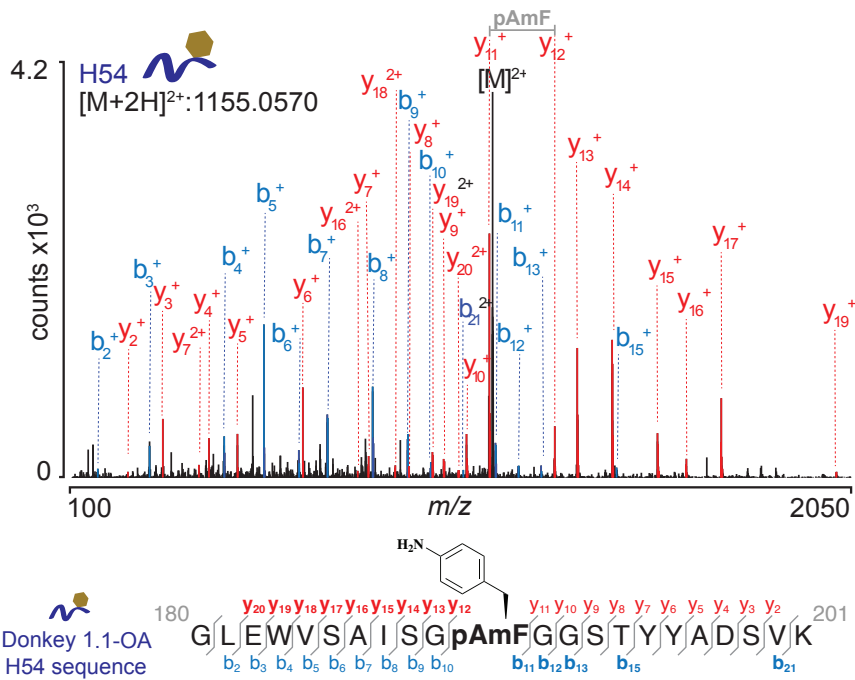 pAmF
4.2
H54
[M+2H]²⁺:1155.0570
y₁₁⁺
y₁₂⁺
[M]²⁺
y₁₈²⁺
b₉⁺
y₈⁺
b₁₀⁺
y₁₃⁺
y₁₄⁺
y₇⁺
y₁₉²⁺
b₅⁺
y₁₆²⁺
y₉⁺
b₁₁⁺
y₁₇⁺
b₃⁺
b₄⁺
b₇⁺
y₂₀²⁺
b₁₃⁺
y₁₅⁺
y₃⁺
y₄⁺
y₆⁺
b₈⁺
b₂₁²⁺
y₁₆⁺
b₂⁺
y₂⁺
y₇²⁺
y₅⁺
b₆⁺
b₁₂⁺
b₁₅⁺
y₁₉⁺
y₁₀⁺
counts x10³
0
100
m/z
2050
H₂N
y₂₀ y₁₉ y₁₈ y₁₇ y₁₆ y₁₅ y₁₄ y₁₃ y₁₂ y₁₁ y₁₀ y₉ y₈ y₇ y₆ y₅ y₄ y₃ y₂
180
201
GLEWVSAISGpAmFGGSTYYADSVK
b₂ b₃ b₄ b₅ b₆ b₇ b₈ b₉ b₁₀ b₁₁ b₁₂ b₁₃ b₁₅ b₂₁
Donkey 1.1-OA
H54 sequence